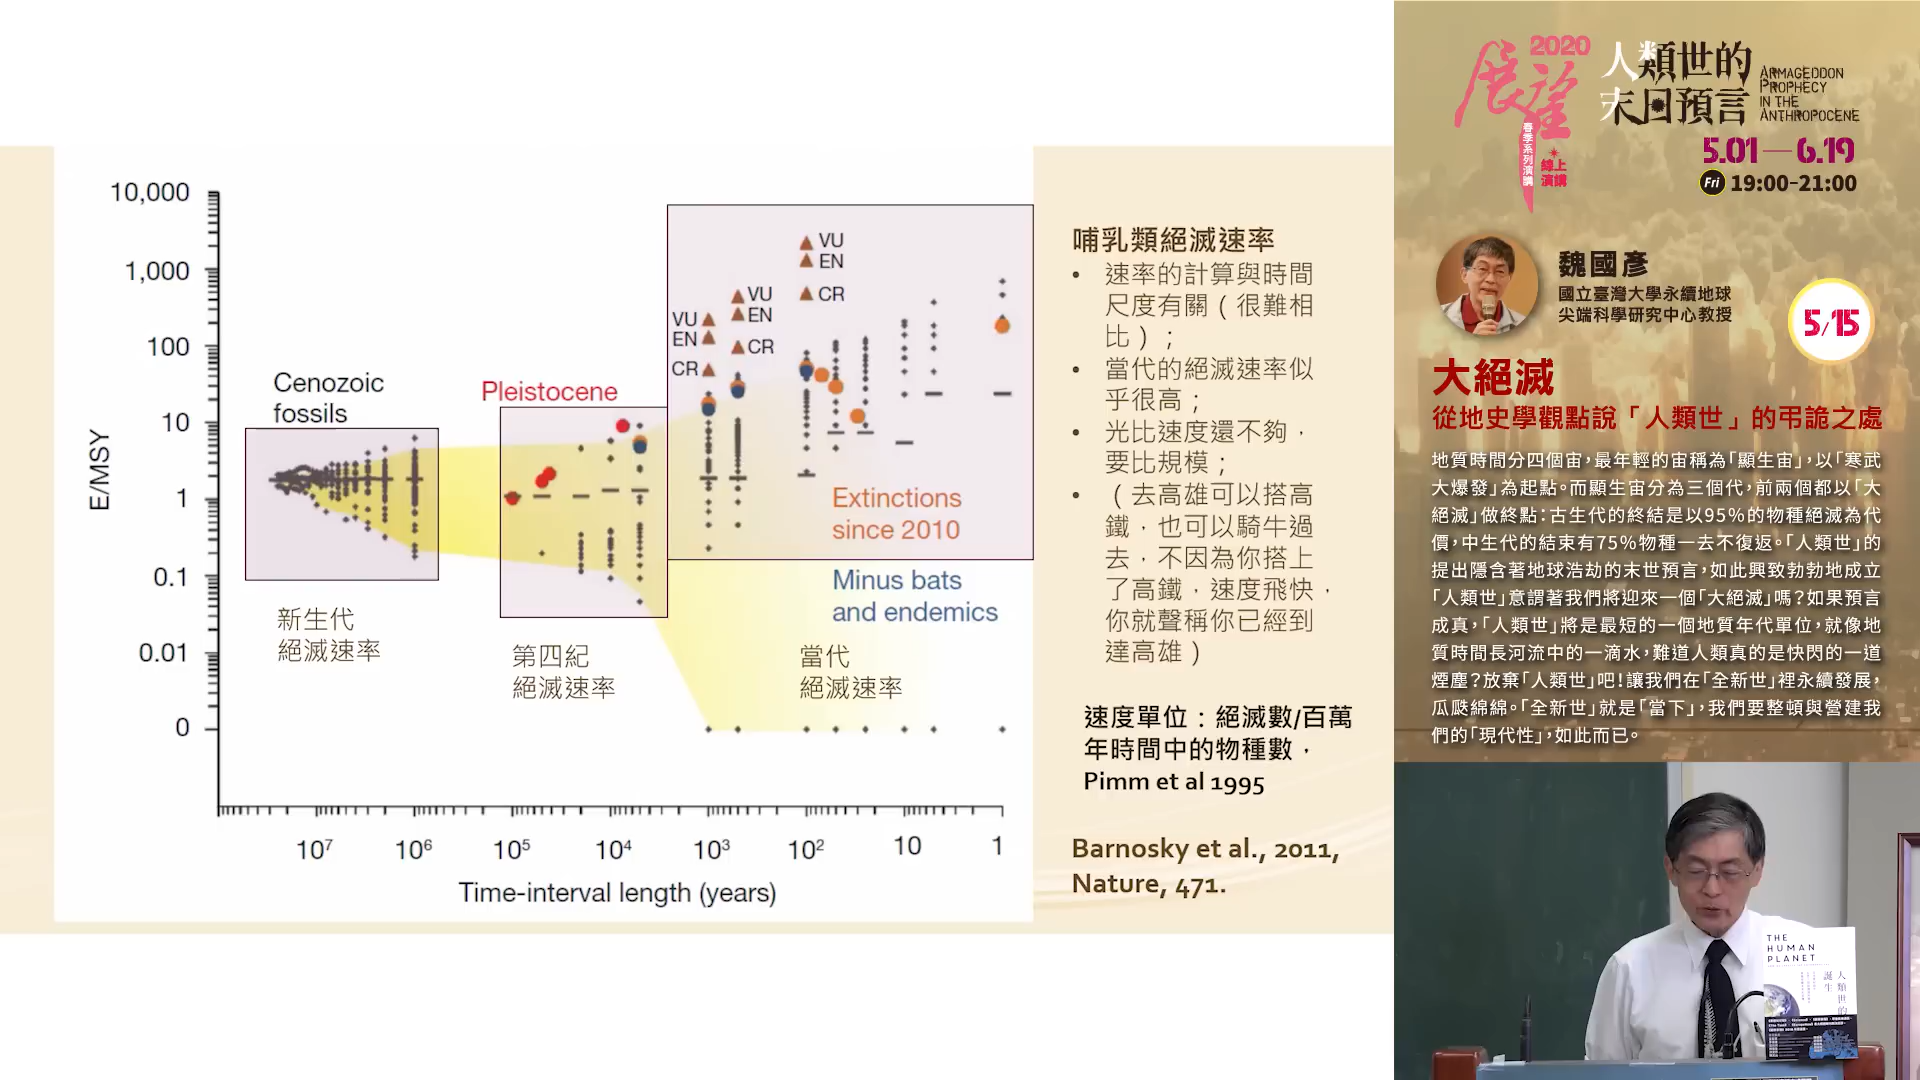 10,000
1,000
100
10
1
0.1
0.01
0
E/MSY
10⁷
10⁶
10⁵
10⁴
10³
10²
10
1
Time-interval length (years)
Cenozoic
fossils
Pleistocene
VU
EN
CR
VU
EN
CR
VU
EN
CR
Extinctions
since 2010
Minus bats
and endemics
新生代
絕滅速率
第四紀
絕滅速率
當代
絕滅速率
哺乳類絕滅速率
• 速率的計算與時間
尺度有關（很難相
比）；
• 當代的絕滅速率似
乎很高；
• 光比速度還不夠，
要比規模；
• （去高雄可以搭高
鐵，也可以騎牛過
去，不因為你搭上
了高鐵，速度飛快，
你就聲稱你已經到
達高雄）
速度單位：絕滅數/百萬
年時間中的物種數，
Pimm et al 1995
Barnosky et al., 2011,
Nature, 471.
2020
展望
春季系列演講
線上
演講
人類世的
末日預言
ARMAGEDDON
PROPHECY
IN THE
ANTHROPOCENE
5.01—6.19
Fri 19:00-21:00
魏國彥
國立臺灣大學永續地球
尖端科學研究中心教授
5/15
大絕滅
從地史學觀點說「人類世」的弔詭之處
地質時間分四個宙，最年輕的宙稱為「顯生宙」，以「寒武
大爆發」為起點。而顯生宙分為三個代，前兩個都以「大
絕滅」做終點：古生代的終結是以95%的物種絕滅為代
價，中生代的結束有75%物種一去不復返。「人類世」的
提出隱含著地球浩劫的末世預言，如此興致勃勃地成立
「人類世」意謂著我們將迎來一個「大絕滅」嗎？如果預言
成真，「人類世」將是最短的一個地質年代單位，就像地
質時間長河流中的一滴水，難道人類真的是快閃的一道
煙塵？放棄「人類世」吧！讓我們在「全新世」裡永續發展，
瓜瓞綿綿。「全新世」就是「當下」，我們要整頓與營建我
們的「現代性」，如此而已。
THE
HUMAN
PLANET
人類世的
誕生